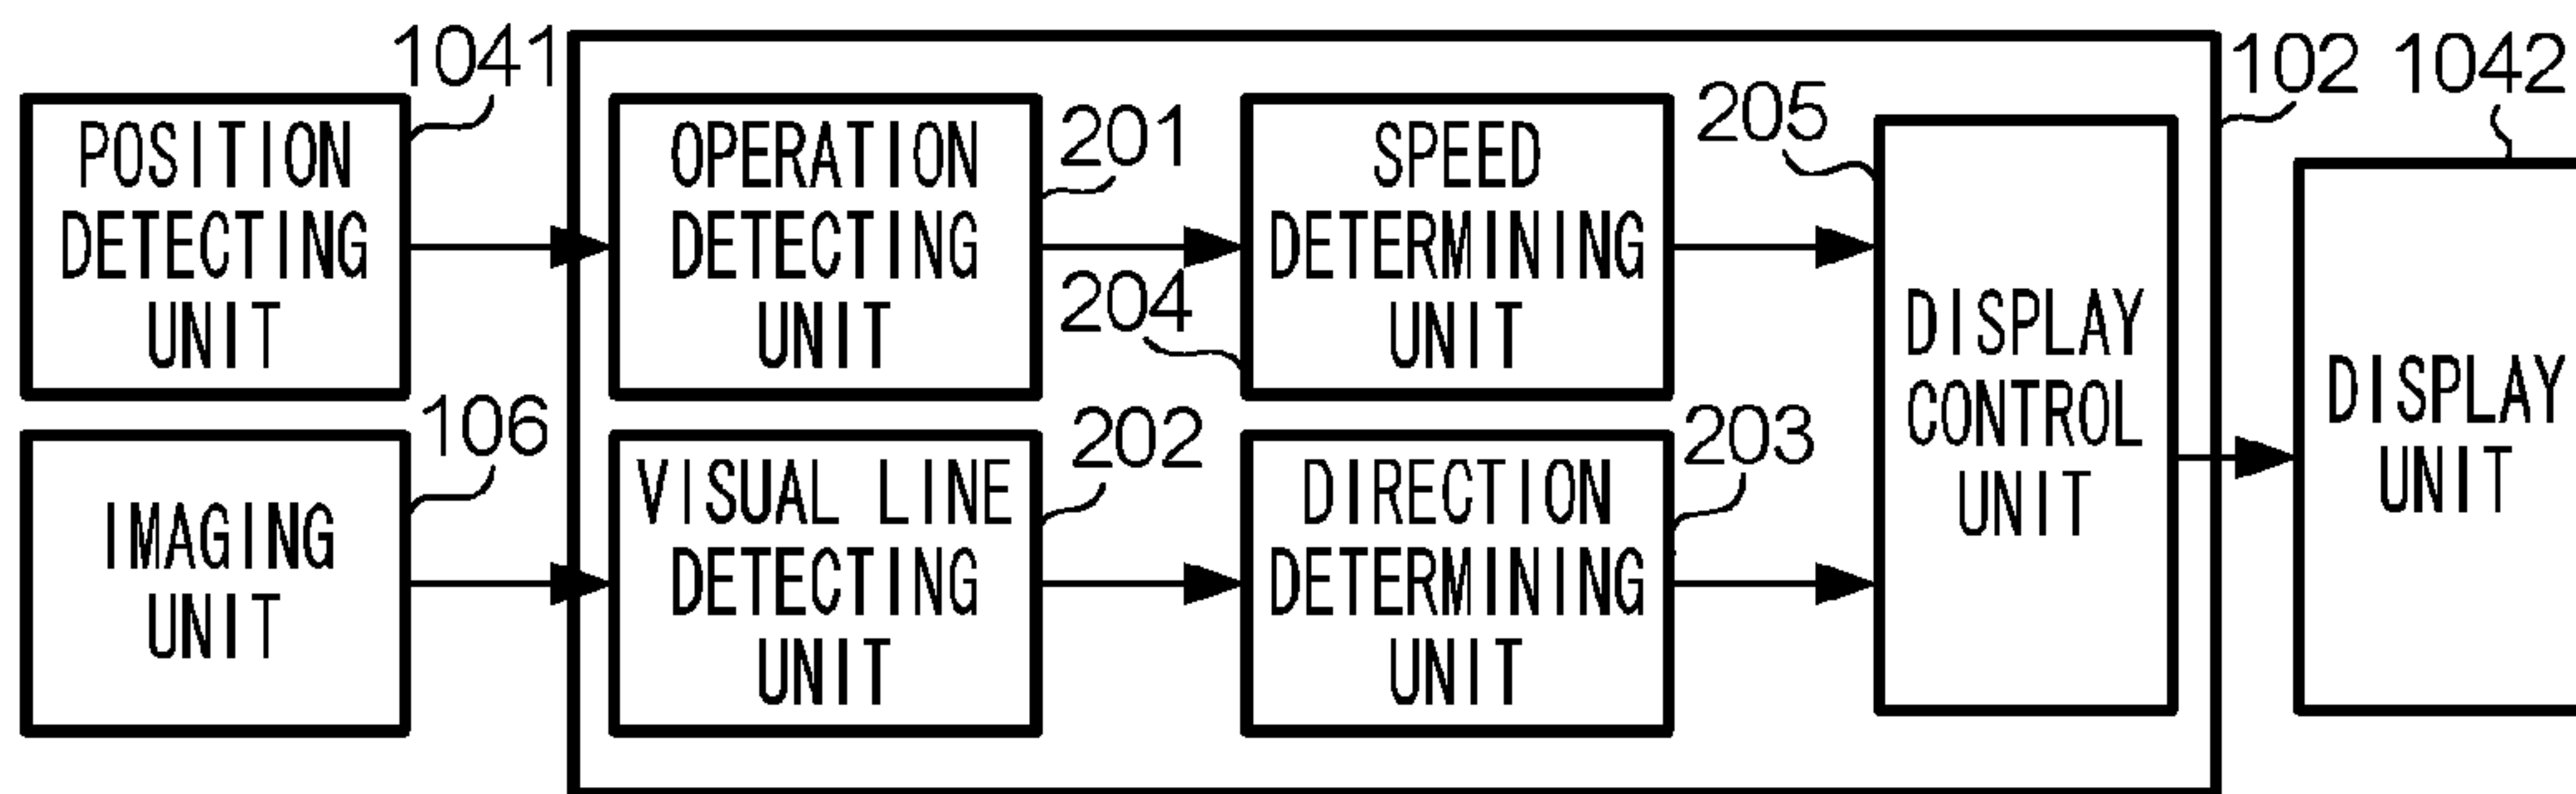 1041
POSITION
DETECTING
UNIT
106
IMAGING
UNIT
102
OPERATION
DETECTING
UNIT
201
VISUAL LINE
DETECTING
UNIT
202
204
SPEED
DETERMINING
UNIT
DIRECTION
DETERMINING
UNIT
203
205
DISPLAY
CONTROL
UNIT
1042
DISPLAY
UNIT